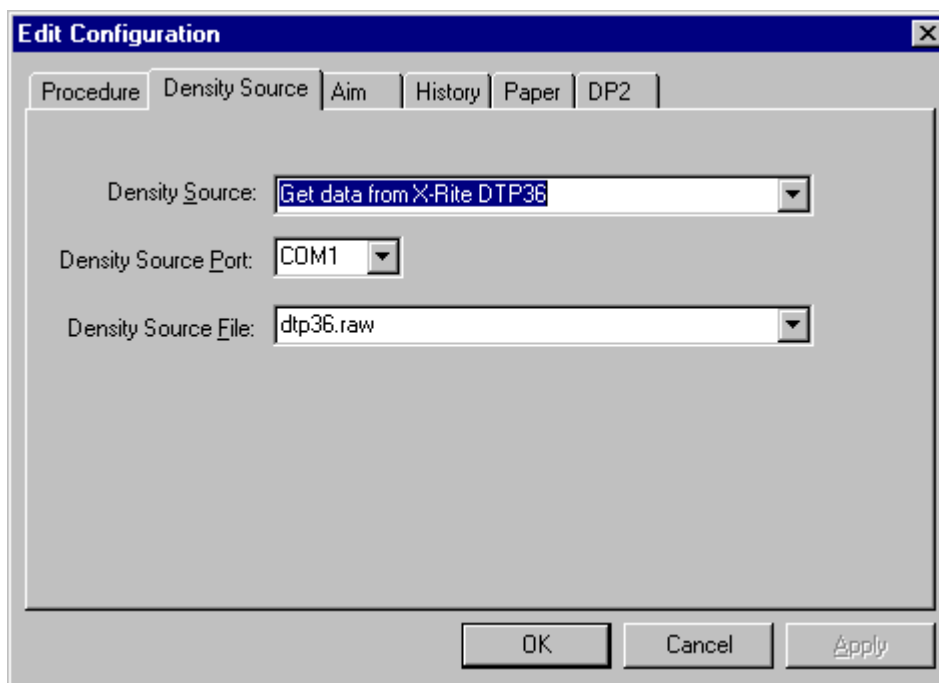 Edit Configuration
Procedure Density Source Aim History Paper DP2
Density Source: Get data from X-Rite DTP36
Density Source Port: COM1
Density Source File: dtp36.raw
OK Cancel Apply